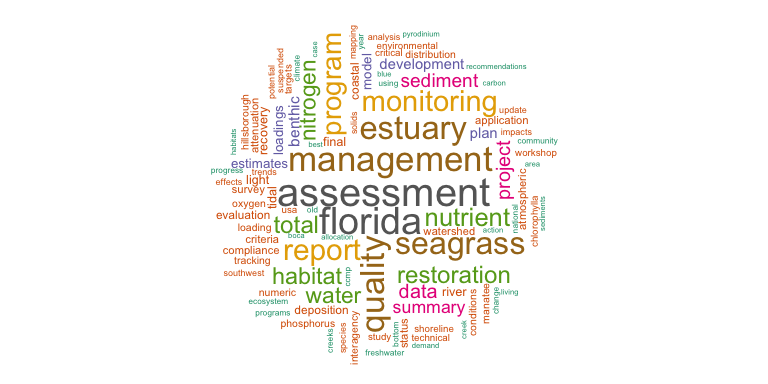 pyrodinium
analysis
environmental
critical distribution
development recommendations
blue
using carbon
sediment
monitoring
update
application
estuary
plan impacts
community
workshop
area
management
assessment
florida
nutrient
watershed action
seagrass
restoration
data river
summary
living
shoreline
technical
demand
freshwater
study
phosphorus
deposition
programs
ecosystem
numeric
water
habitat
southwest
tracking
compliance
criteria
report
loading
evaluation
total
boca allocation
usa old
oxygen
survey
effects light
progress trends
estimates
best final
program
nitrogen
benthic
loadings
recovery
attenuation
hillsborough
habitats
potential
suspended
targets
climate
case
mapping
year
model
coastal
solids
tidal
project
atmospheric
national
chlorophylla
sediments
quality
ccmp
interagency
species
creeks
bottom
status
creek
conditions
manatee
change